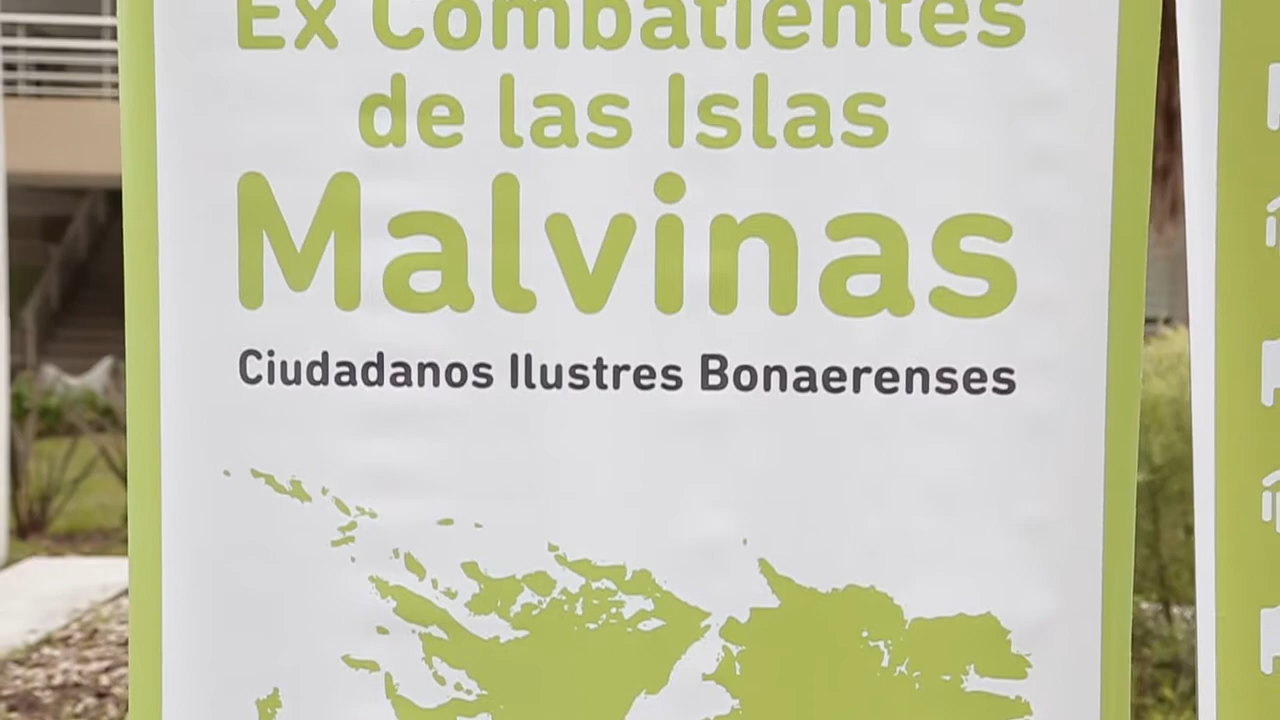 Ex Combatientes
de las Islas
Malvinas
Ciudadanos Ilustres Bonaerenses